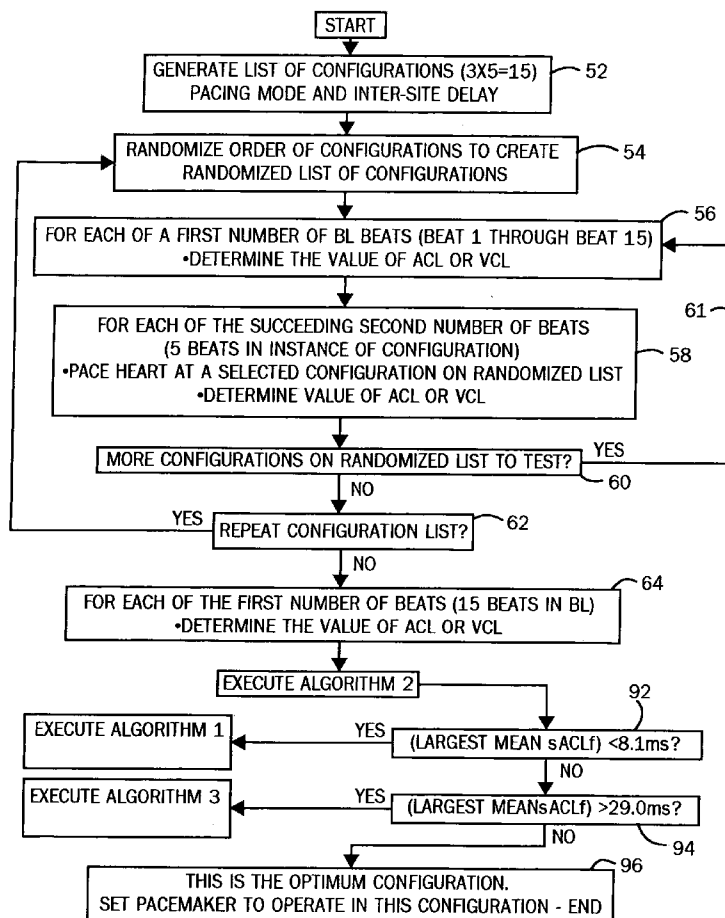 START
GENERATE LIST OF CONFIGURATIONS (3X5=15)
PACING MODE AND INTER-SITE DELAY
52
RANDOMIZE ORDER OF CONFIGURATIONS TO CREATE
RANDOMIZED LIST OF CONFIGURATIONS
54
56
FOR EACH OF A FIRST NUMBER OF BL BEATS (BEAT 1 THROUGH BEAT 15)
•DETERMINE THE VALUE OF ACL OR VCL
61
FOR EACH OF THE SUCCEEDING SECOND NUMBER OF BEATS
(5 BEATS IN INSTANCE OF CONFIGURATION)
•PACE HEART AT A SELECTED CONFIGURATION ON RANDOMIZED LIST
•DETERMINE VALUE OF ACL OR VCL
58
MORE CONFIGURATIONS ON RANDOMIZED LIST TO TEST?
YES
60
NO
YES
REPEAT CONFIGURATION LIST?
62
NO
64
FOR EACH OF THE FIRST NUMBER OF BEATS (15 BEATS IN BL)
•DETERMINE THE VALUE OF ACL OR VCL
EXECUTE ALGORITHM 2
92
EXECUTE ALGORITHM 1
YES
(LARGEST MEAN sACLf) <8.1ms?
NO
EXECUTE ALGORITHM 3
YES
(LARGEST MEANsACLf) >29.0ms?
NO
94
96
THIS IS THE OPTIMUM CONFIGURATION.
SET PACEMAKER TO OPERATE IN THIS CONFIGURATION - END